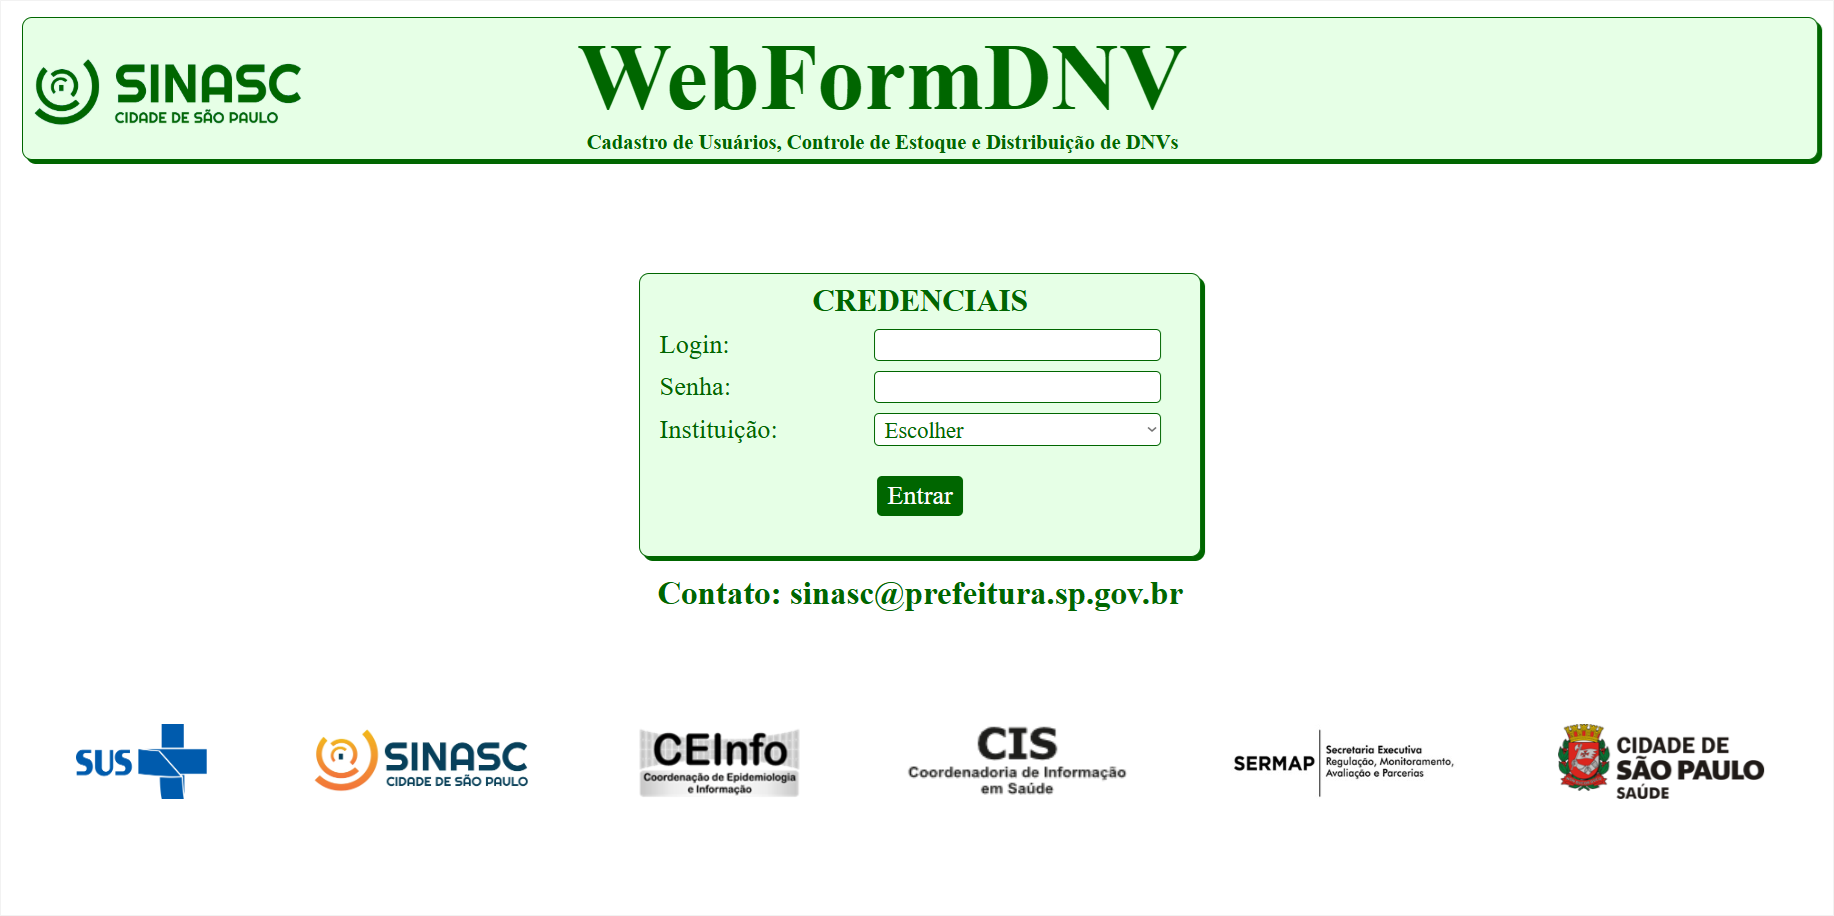 SINASC
CIDADE DE SÃO PAULO
WebFormDNV
Cadastro de Usuários, Controle de Estoque e Distribuição de DNVs
CREDENCIAIS
Login:
Senha:
Instituição:
Escolher
Entrar
Contato: sinasc@prefeitura.sp.gov.br
SUS
SINASC
CIDADE DE SÃO PAULO
CEInfo
Coordenação de Epidemiologia
e Informação
CIS
Coordenadoria de Informação
em Saúde
SERMAP
Secretaria Executiva
Regulação, Monitoramento,
Avaliação e Parcerias
CIDADE DE
SÃO PAULO
SAÚDE